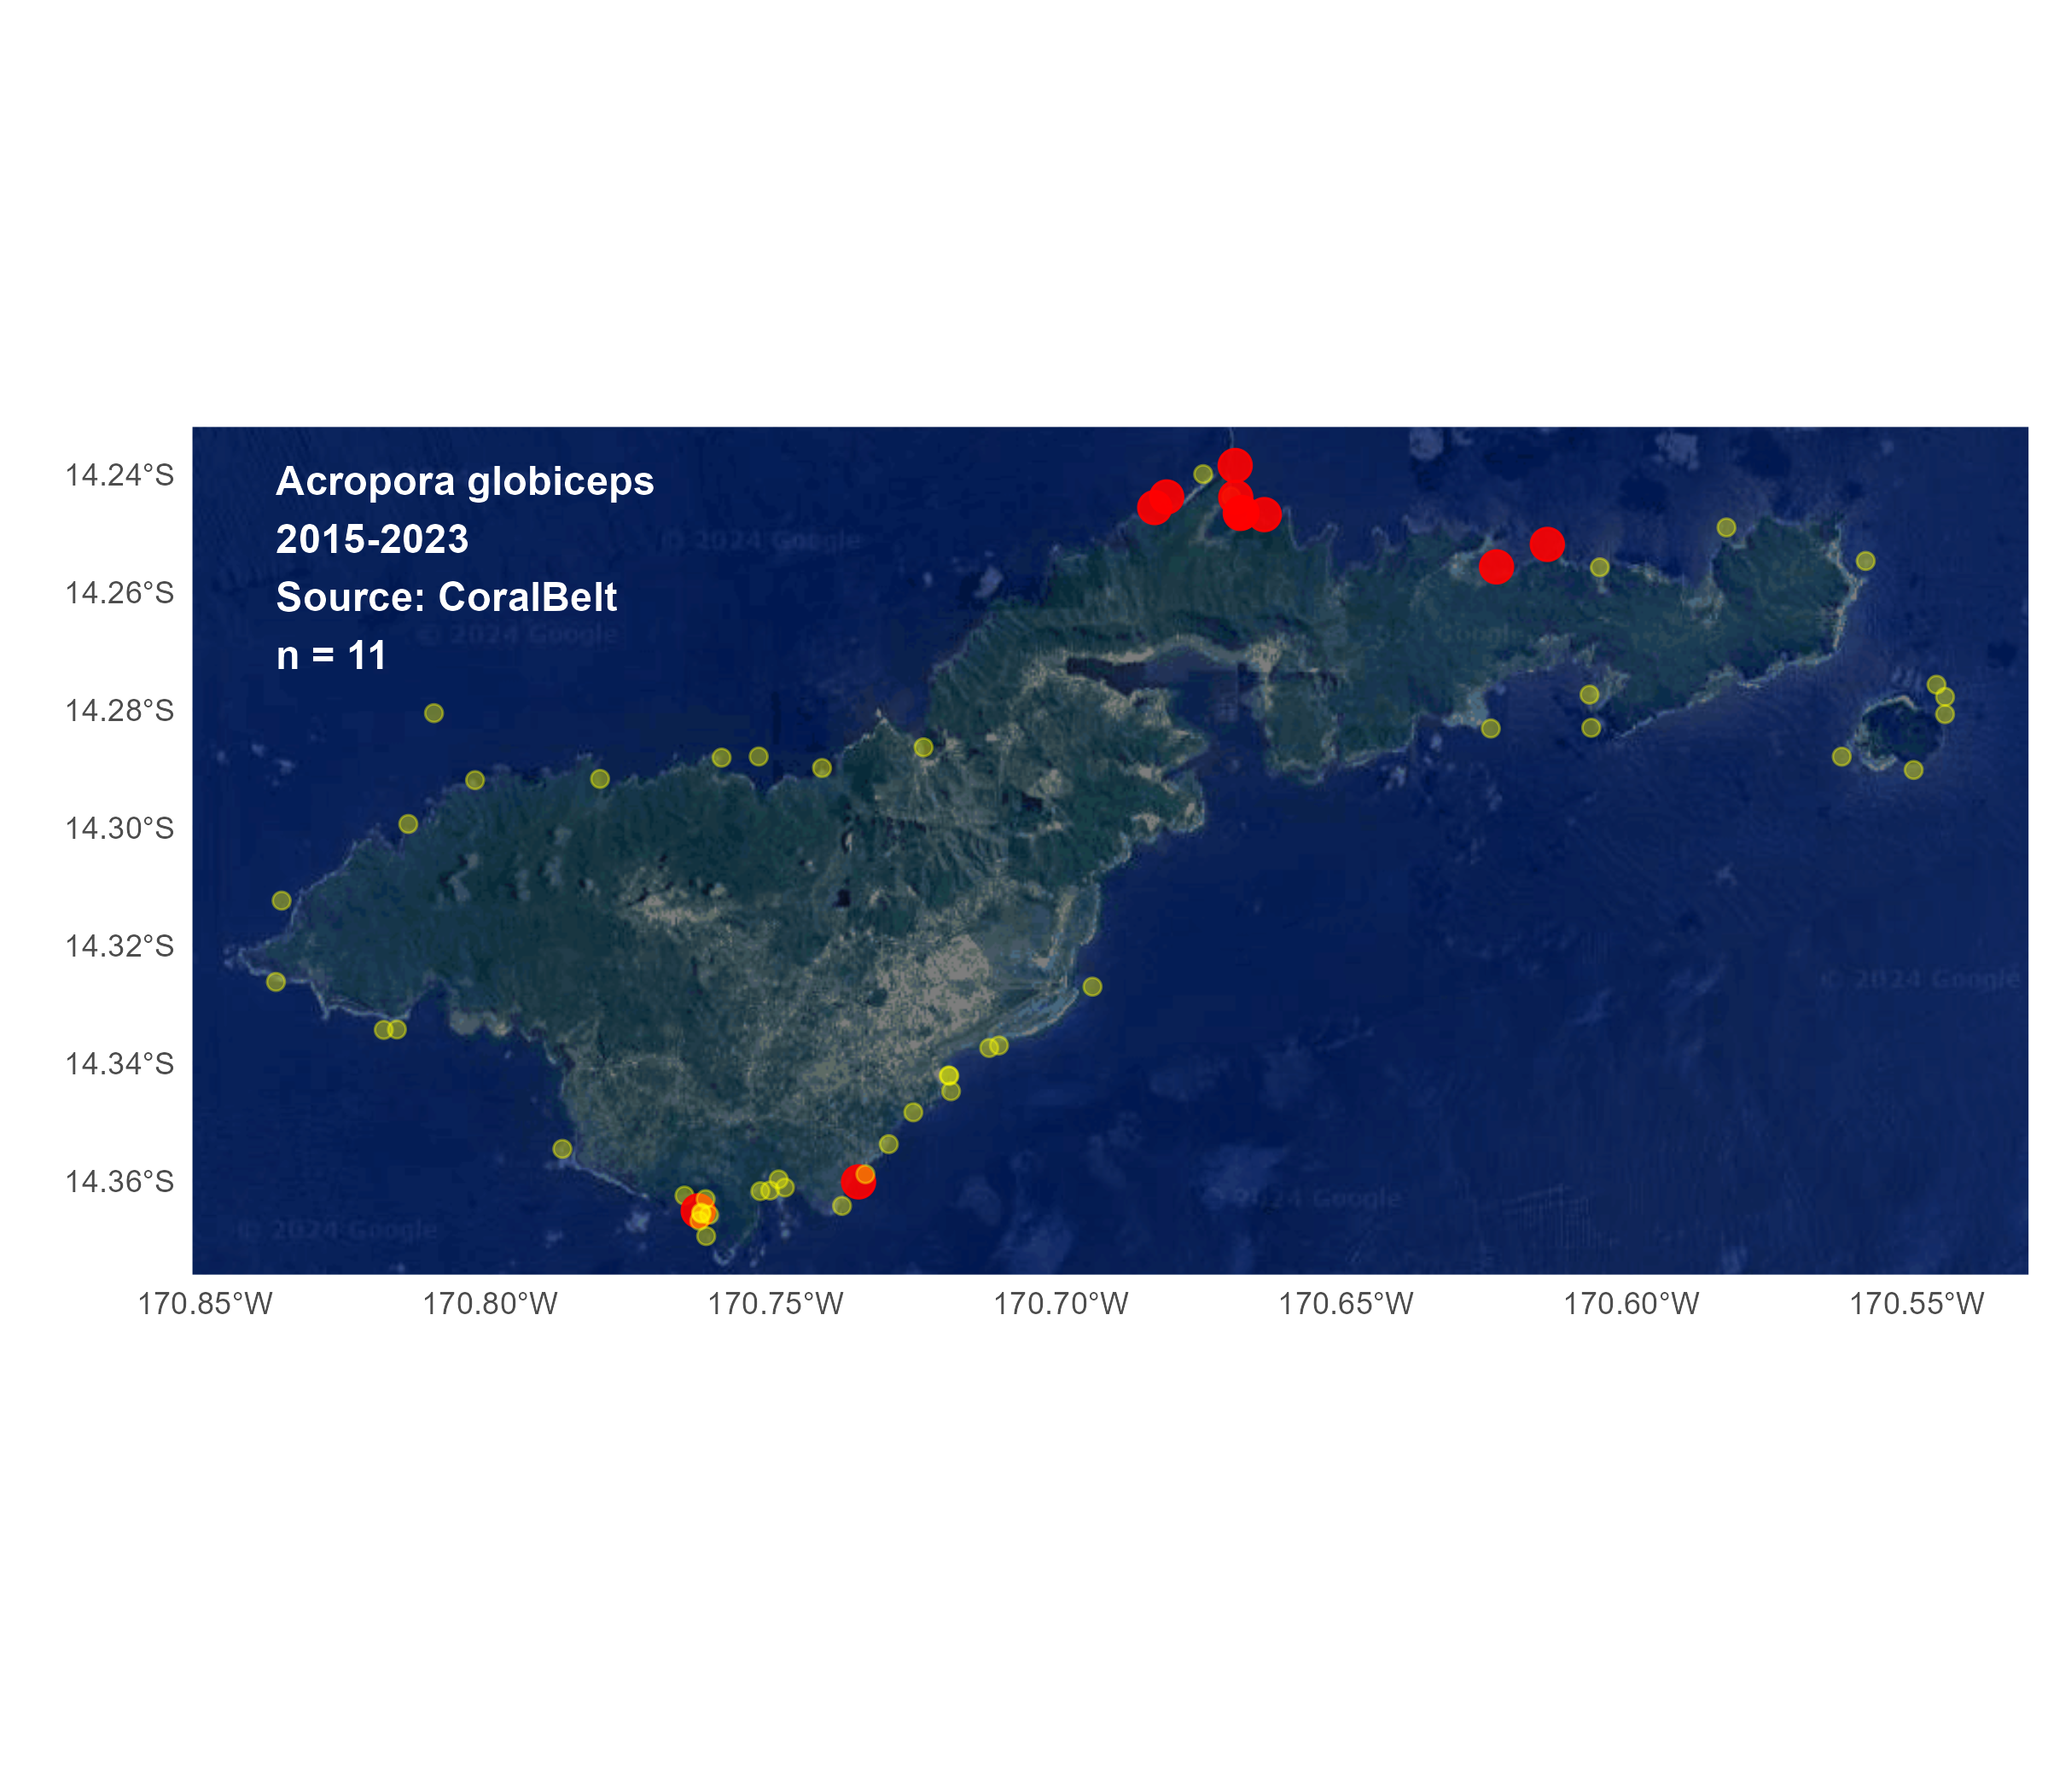 Acropora globiceps
2015-2023
Source: CoralBelt
n = 11
14.24°S
14.26°S
14.28°S
14.30°S
14.32°S
14.34°S
14.36°S
170.85°W 170.80°W 170.75°W 170.70°W 170.65°W 170.60°W 170.55°W
© 2024 Google
© 2024 Google
2024 Google
© 2024 Google
© 2024 Google
© 2024 Google